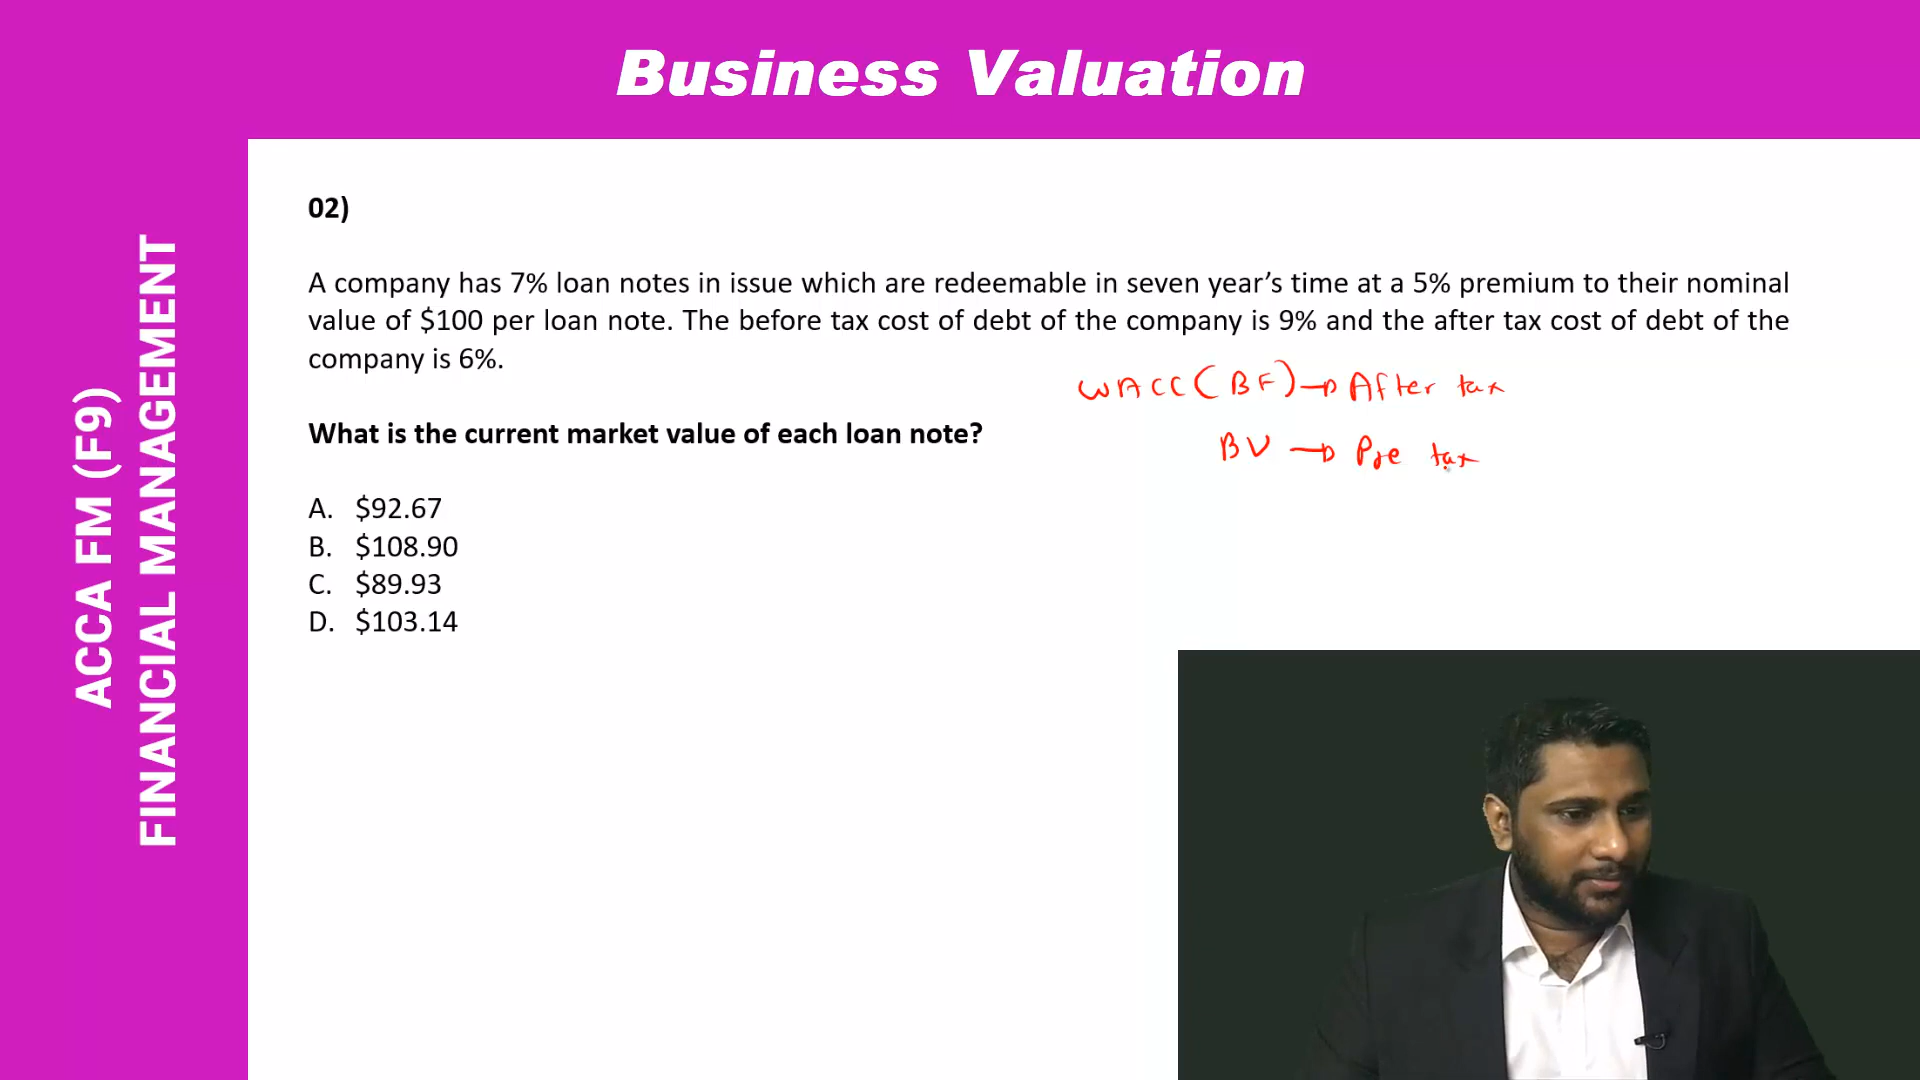 Business Valuation
ACCA FM (F9)
FINANCIAL MANAGEMENT
02)
A company has 7% loan notes in issue which are redeemable in seven year’s time at a 5% premium to their nominal
value of $100 per loan note. The before tax cost of debt of the company is 9% and the after tax cost of debt of the
company is 6%.
WACC (BF) → After tax
What is the current market value of each loan note?
BV → Pre tax
A. $92.67
B. $108.90
C. $89.93
D. $103.14